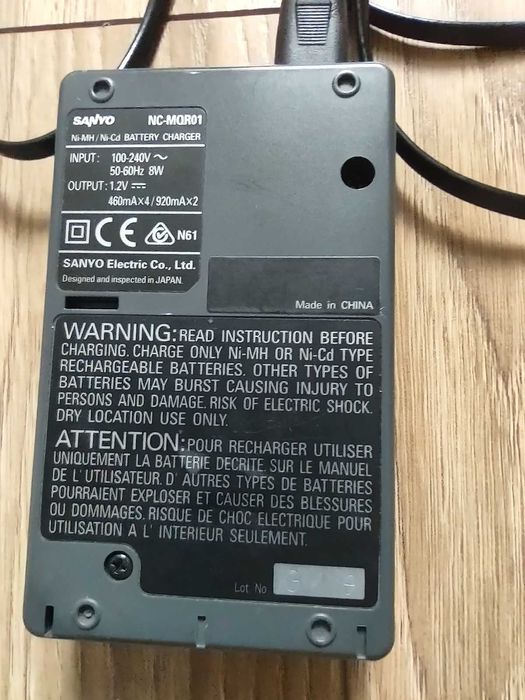 SANYO NC-MQR01
Ni-MH / Ni-Cd BATTERY CHARGER
INPUT: 100-240V ~
50-60Hz 8W
OUTPUT: 1.2V ⎓
460mA×4 / 920mA×2
CE N61
SANYO Electric Co., Ltd.
Designed and inspected in JAPAN.
Made in CHINA
WARNING: READ INSTRUCTION BEFORE
CHARGING. CHARGE ONLY Ni-MH OR Ni-Cd TYPE
RECHARGEABLE BATTERIES. OTHER TYPES OF
BATTERIES MAY BURST CAUSING INJURY TO
PERSONS AND DAMAGE. RISK OF ELECTRIC SHOCK.
DRY LOCATION USE ONLY.
ATTENTION: POUR RECHARGER UTILISER
UNIQUEMENT LA BATTERIE DECRITE SUR LE MANUEL
DE L' UTILISATEUR. D' AUTRES TYPES DE BATTERIES
POURRAIENT EXPLOSER ET CAUSER DES BLESSURES
OU DOMMAGES. RISQUE DE CHOC ELECTRIQUE POUR
UTILISATION A L' INTERIEUR SEULEMENT.
Lot No